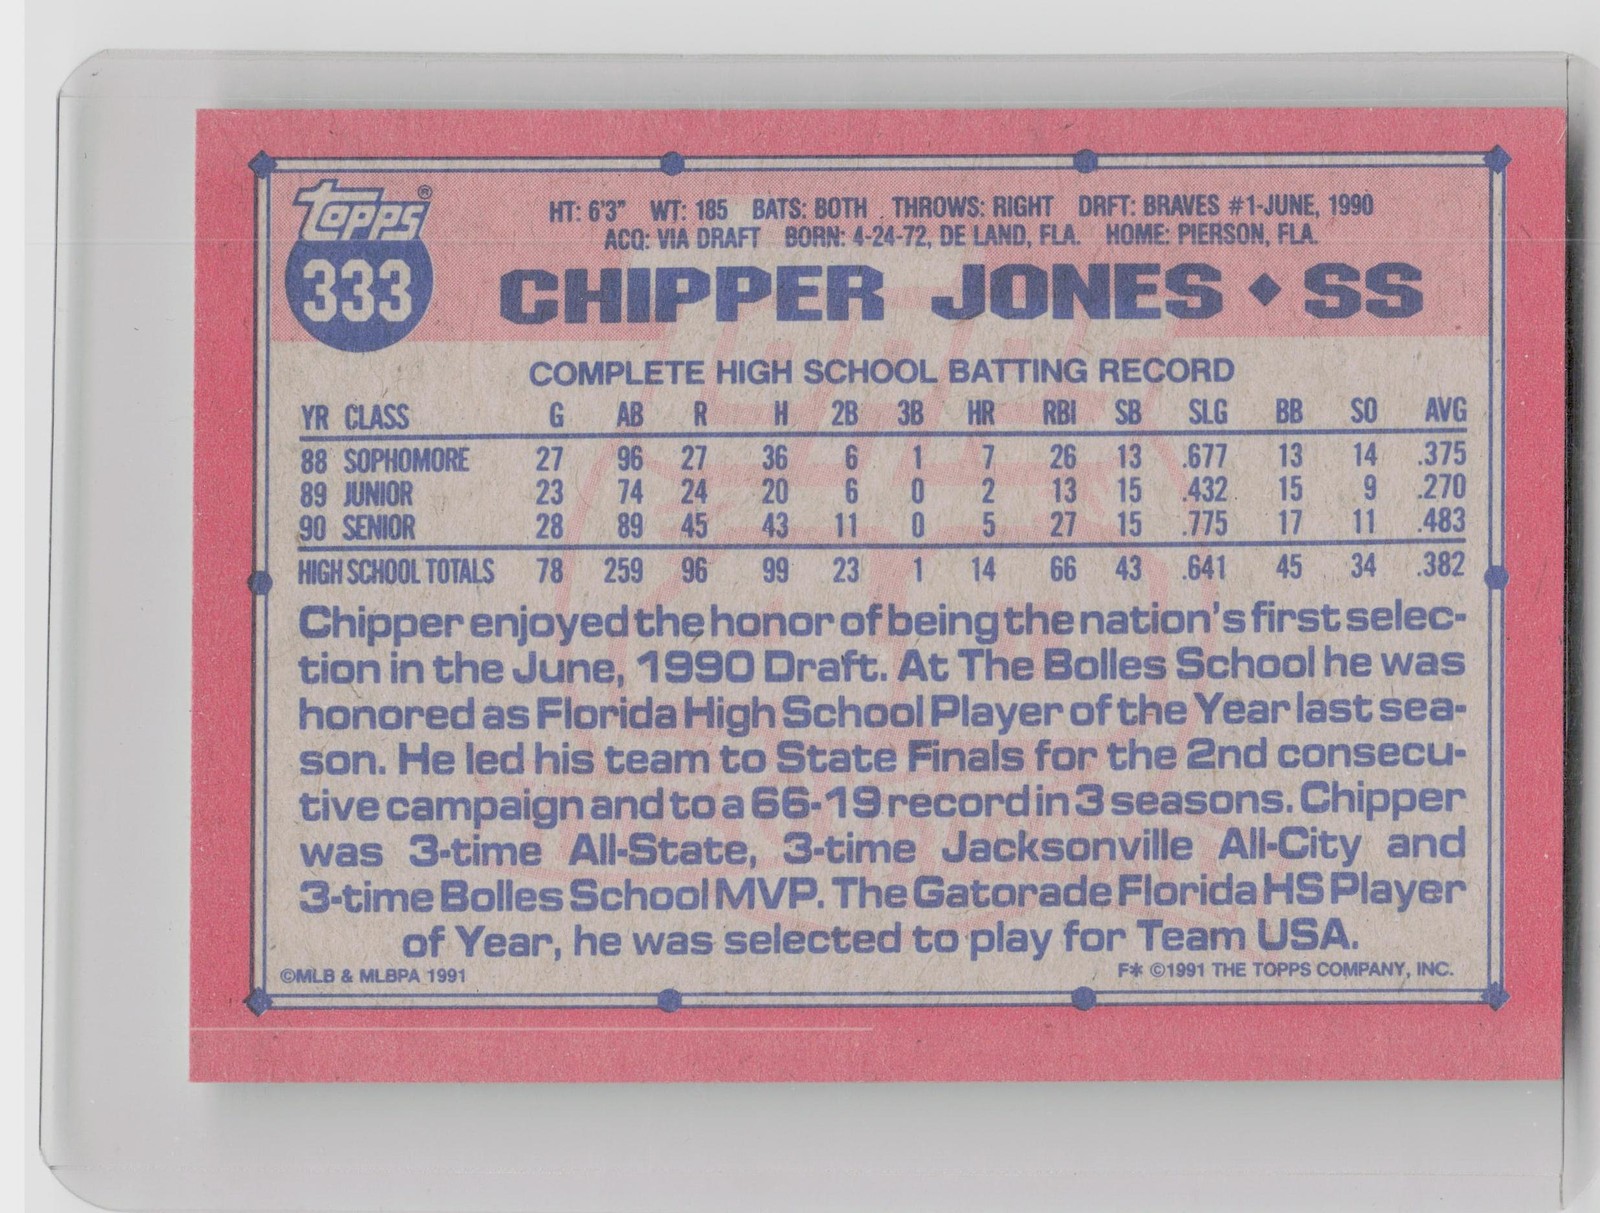 topps®
333
HT: 6'3" WT: 185 BATS: BOTH THROWS: RIGHT DRFT: BRAVES #1-JUNE, 1990
ACQ: VIA DRAFT BORN: 4-24-72, DE LAND, FLA. HOME: PIERSON, FLA.
CHIPPER JONES ♦ SS
COMPLETE HIGH SCHOOL BATTING RECORD
YR CLASS G AB R H 2B 3B HR RBI SB SLG BB SO AVG
88 SOPHOMORE 27 96 27 36 6 1 7 26 13 .677 13 14 .375
89 JUNIOR 23 74 24 20 6 0 2 13 15 .432 15 9 .270
90 SENIOR 28 89 45 43 11 0 5 27 15 .775 17 11 .483
HIGH SCHOOL TOTALS 78 259 96 99 23 1 14 66 43 .641 45 34 .382
Chipper enjoyed the honor of being the nation's first selec-
tion in the June, 1990 Draft. At The Bolles School he was
honored as Florida High School Player of the Year last sea-
son. He led his team to State Finals for the 2nd consecu-
tive campaign and to a 66-19 record in 3 seasons. Chipper
was 3-time All-State, 3-time Jacksonville All-City and
3-time Bolles School MVP. The Gatorade Florida HS Player
of Year, he was selected to play for Team USA.
©MLB & MLBPA 1991
F* ©1991 THE TOPPS COMPANY, INC.